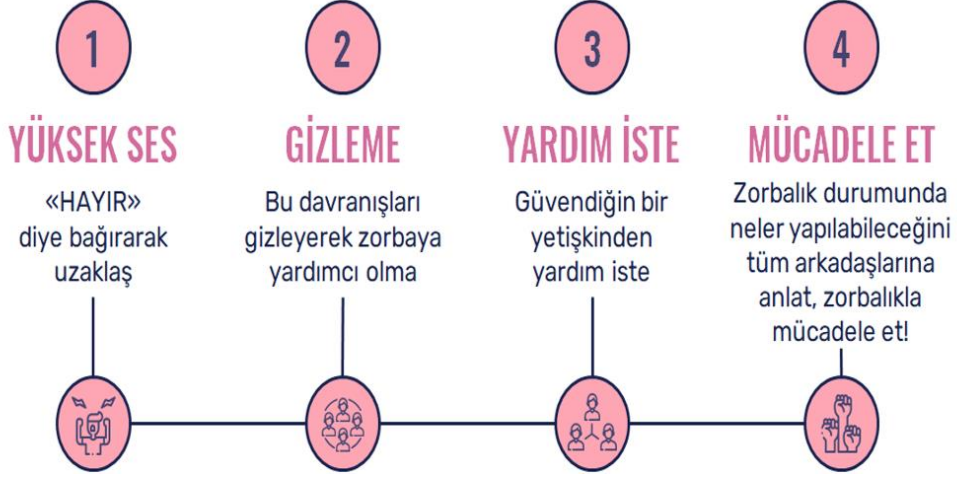 1
YÜKSEK SES
«HAYIR»
diye bağırarak
uzaklaş
2
GİZLEME
Bu davranışları
gizleyerek zorbaya
yardımcı olma
3
YARDIM İSTE
Güvendiğin bir
yetişkinden
yardım iste
4
MÜCADELE ET
Zorbalık durumunda
neler yapılabileceğini
tüm arkadaşlarına
anlat, zorbalıkla
mücadele et!